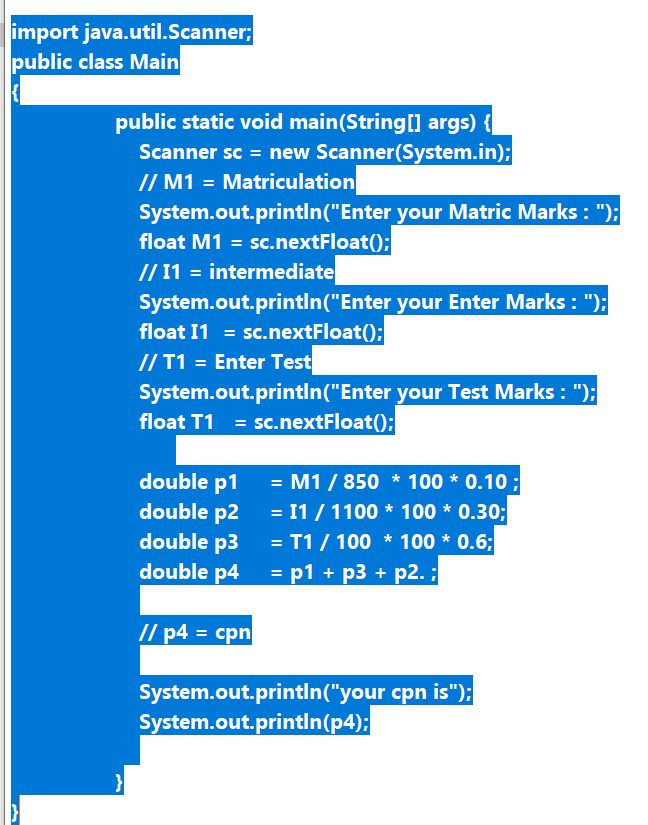 import java.util.Scanner;
public class Main
{
public static void main(String[] args) {
Scanner sc = new Scanner(System.in);
// M1 = Matriculation
System.out.println("Enter your Matric Marks : ");
float M1 = sc.nextFloat();
// I1 = intermediate
System.out.println("Enter your Enter Marks : ");
float I1  = sc.nextFloat();
// T1 = Enter Test
System.out.println("Enter your Test Marks : ");
float T1   = sc.nextFloat();
double p1     = M1 / 850  * 100 * 0.10 ;
double p2     = I1 / 1100 * 100 * 0.30;
double p3     = T1 / 100  * 100 * 0.6;
double p4     = p1 + p3 + p2. ;
// p4 = cpn
System.out.println("your cpn is");
System.out.println(p4);
}
}